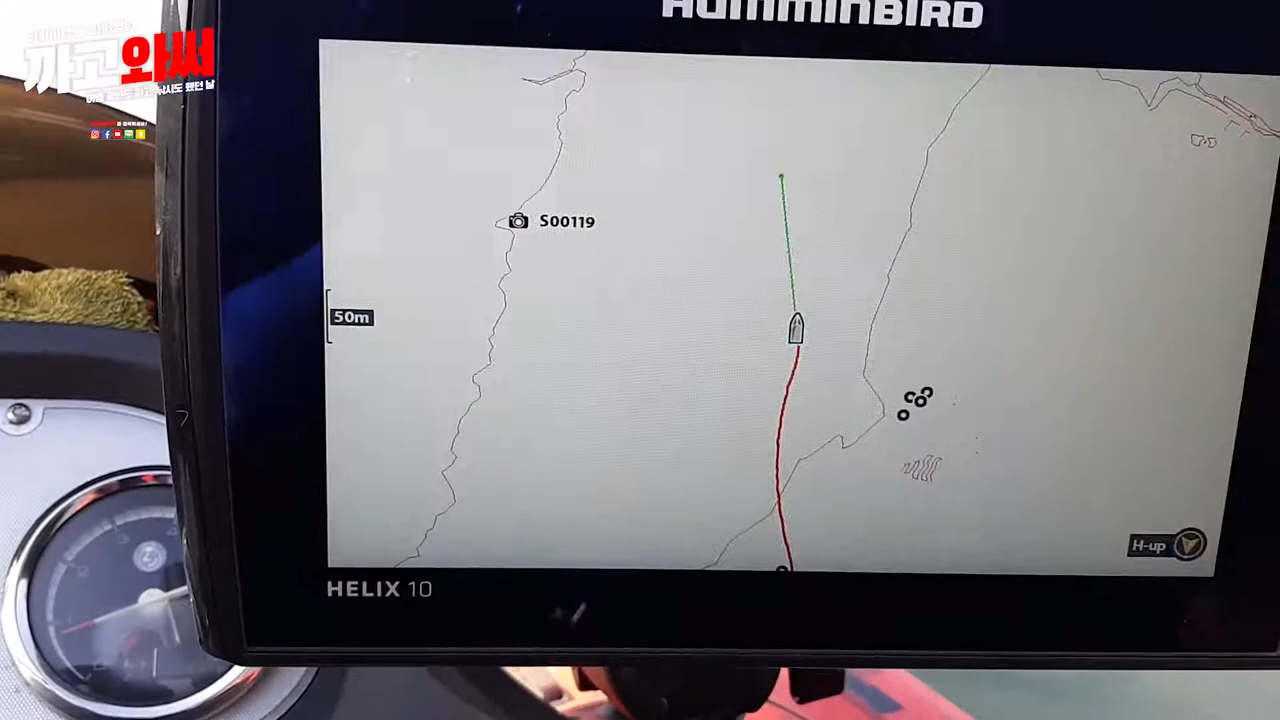 HUMMINBIRD
까고와써
S00119
50m
H-up
HELIX 10